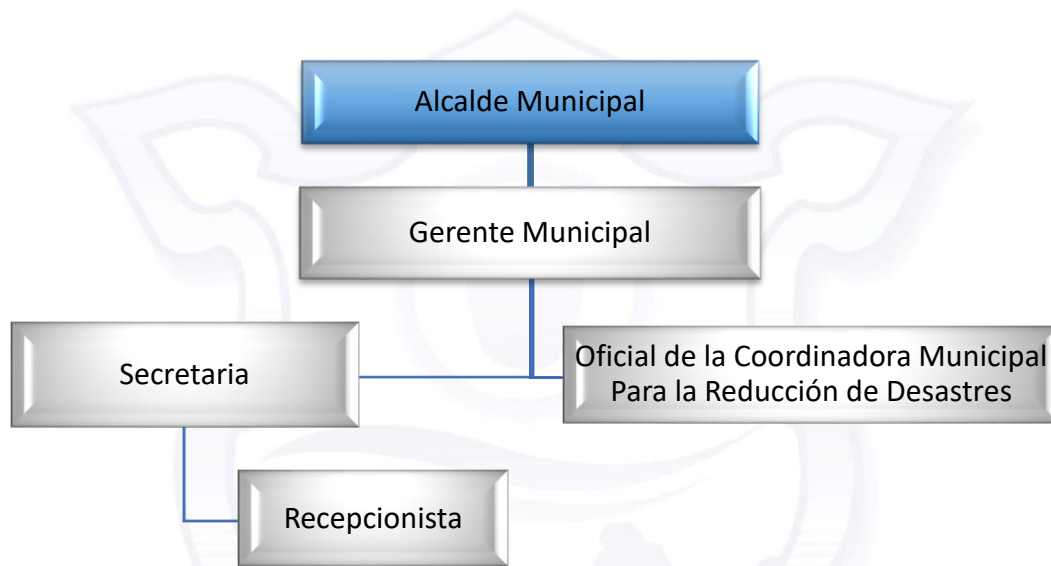 Alcalde Municipal
Gerente Municipal
Secretaria
Oficial de la Coordinadora Municipal
Para la Reducción de Desastres
Recepcionista